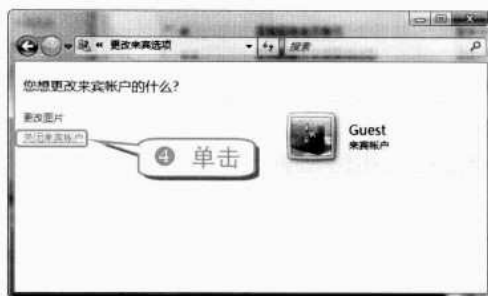 « 更改来宾选项
搜索
您想更改来宾帐户的什么?
更改图片
关闭来宾帐户
④ 单击
Guest
来宾帐户